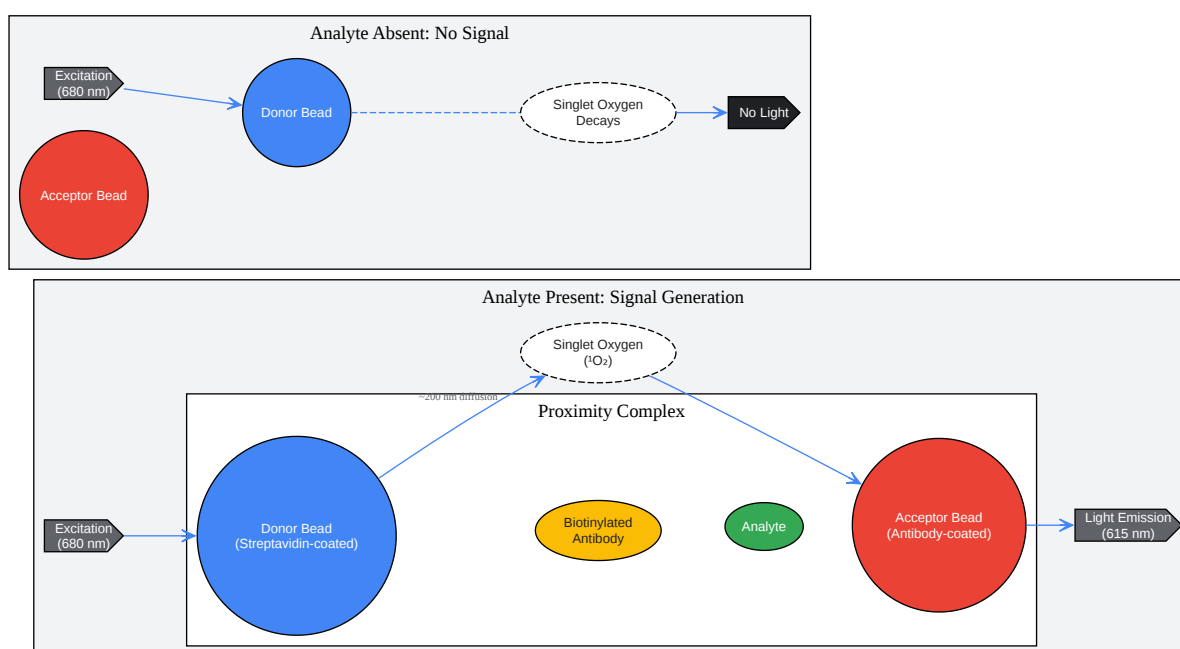 Analyte Absent: No Signal
Excitation
(680 nm)
Donor Bead
Singlet Oxygen
Decays
No Light
Acceptor Bead
Analyte Present: Signal Generation
Singlet Oxygen
(¹O₂)
~200 nm diffusion
Proximity Complex
Excitation
(680 nm)
Donor Bead
(Streptavidin-coated)
Biotinylated
Antibody
Analyte
Acceptor Bead
(Antibody-coated)
Light Emission
(615 nm)